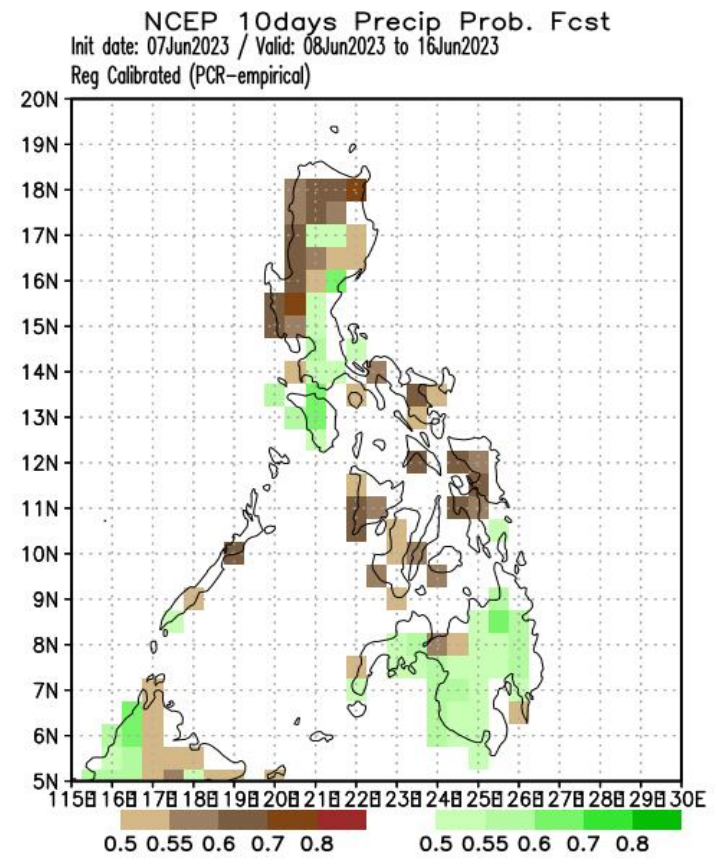 NCEP 10days Precip Prob. Fcst
Init date: 07Jun2023 / Valid: 08Jun2023 to 16Jun2023
Reg Calibrated (PCR-empirical)
20N
19N
18N
17N
16N
15N
14N
13N
12N
11N
10N
9N
8N
7N
6N
5N
115E 116E 117E 118E 119E 120E 121E 122E 123E 124E 125E 126E 127E 128E 129E 130E
0.5 0.55 0.6 0.7 0.8 0.5 0.55 0.6 0.7 0.8